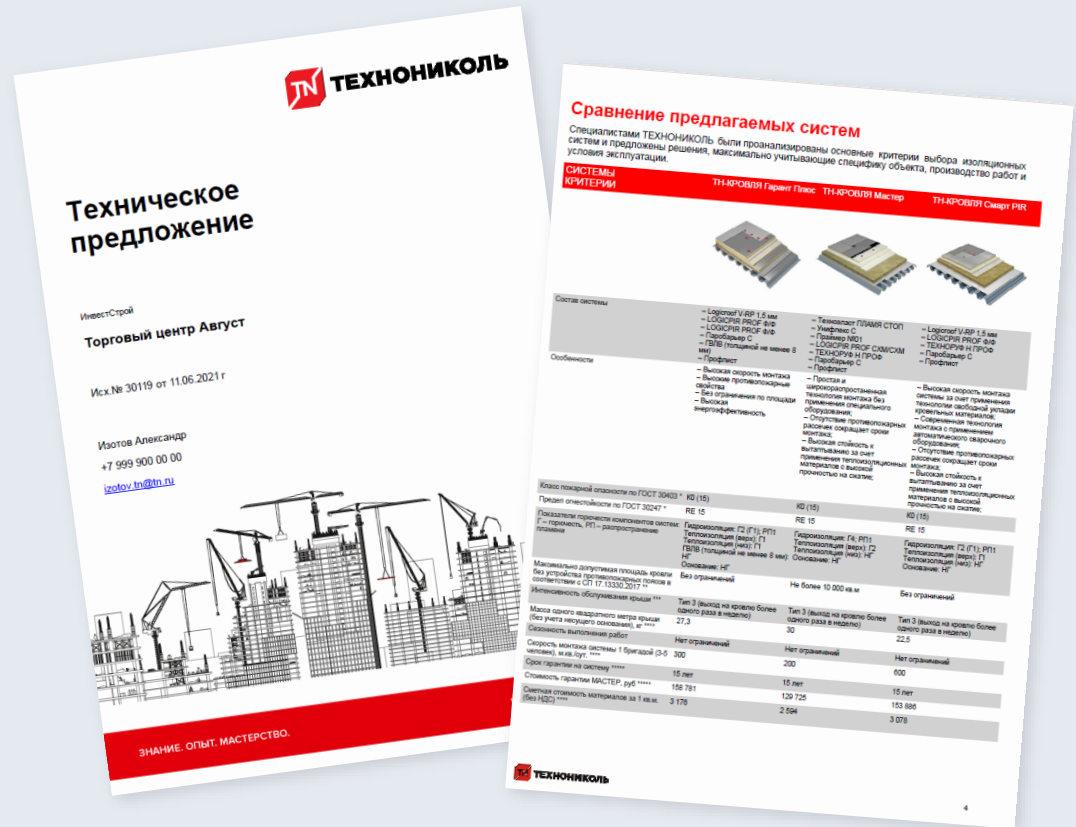 ТЕХНОНИКОЛЬ
Техническое
предложение
ИнвестСтрой
Торговый центр Август
Исх.№ 30119 от 11.06.2021 г
Изотов Александр
+7 999 900 00 00
izotov.tn@tn.ru
ЗНАНИЕ. ОПЫТ. МАСТЕРСТВО.
Сравнение предлагаемых систем
Специалистами ТЕХНОНИКОЛЬ были проанализированы основные критерии выбора изоляционных
систем и предложены решения, максимально учитывающие специфику объекта, производство работ и
условия эксплуатации.
СИСТЕМЫ
КРИТЕРИИ
ТН-КРОВЛЯ Гарант Плюс
ТН-КРОВЛЯ Мастер
ТН-КРОВЛЯ Смарт PIR
Состав системы
– Logicroof V-RP 1,5 мм
– LOGICPIR PROF Ф/Ф
– LOGICPIR PROF Ф/Ф
– Паробарьер С
– ГВЛВ (толщиной не менее 8
мм)
– Профлист
– Техноэласт ПЛАМЯ СТОП
– Унифлекс С
– Праймер №01
– LOGICPIR PROF СХМ/СХМ
– ТЕХНОРУФ Н ПРОФ
– Паробарьер С
– Профлист
– Logicroof V-RP 1,5 мм
– LOGICPIR PROF Ф/Ф
– ТЕХНОРУФ Н ПРОФ
– Паробарьер С
– Профлист
Особенности
– Высокая скорость монтажа
– Высокие противопожарные
свойства
– Без ограничения по площади
– Высокая
энергоэффективность
– Простая и
широкораспространенная
технология монтажа без
применения специального
оборудования;
– Отсутствие противопожарных
рассечек сокращает сроки
монтажа;
– Высокая стойкость к
вытаптыванию за счет
применения теплоизоляционных
материалов с высокой
прочностью на сжатие;
– Высокая скорость монтажа
системы за счет применения
технологии свободной укладки
кровельных материалов;
– Современная технология
монтажа с применением
автоматического сварочного
оборудования;
– Отсутствие противопожарных
рассечек сокращает сроки
монтажа;
– Высокая стойкость к
вытаптыванию за счет
применения теплоизоляционных
материалов с высокой
прочностью на сжатие;
Класс пожарной опасности по ГОСТ 30403 *
К0 (15)
К0 (15)
К0 (15)
Предел огнестойкости по ГОСТ 30247 *
RE 15
RE 15
RE 15
Показатели горючести компонентов систем:
Г – горючесть, РП – распространение
пламени
Гидроизоляция: Г2 (Г1); РП1
Теплоизоляция (верх): Г1
Теплоизоляция (низ): Г1
ГВЛВ (толщиной не менее 8 мм):
НГ
Основание: НГ
Гидроизоляция: Г4; РП1
Теплоизоляция (верх): Г2
Теплоизоляция (низ): НГ
Основание: НГ
Гидроизоляция: Г2 (Г1); РП1
Теплоизоляция (верх): Г1
Теплоизоляция (низ): НГ
Основание: НГ
Максимально допустимая площадь кровли
без устройства противопожарных поясов в
соответствии с СП 17.13330.2017 **
Без ограничений
Не более 10 000 кв.м
Без ограничений
Интенсивность обслуживания крыши ***
Тип 3 (выход на кровлю более
одного раза в неделю)
Тип 3 (выход на кровлю более
одного раза в неделю)
Тип 3 (выход на кровлю более
одного раза в неделю)
Масса одного квадратного метра крыши
(без учета несущего основания), кг ****
27,3
30
22,5
Сезонность выполнения работ
Нет ограничений
Нет ограничений
Нет ограничений
Скорость монтажа системы 1 бригадой (3-5
человек), м.кв./сут. ****
300
200
600
Срок гарантии на систему *****
15 лет
15 лет
15 лет
Стоимость гарантии МАСТЕР, руб *****
158 781
129 725
153 886
Сметная стоимость материалов за 1 кв.м.
(без НДС) ****
3 176
2 594
3 078
ТЕХНОНИКОЛЬ
4